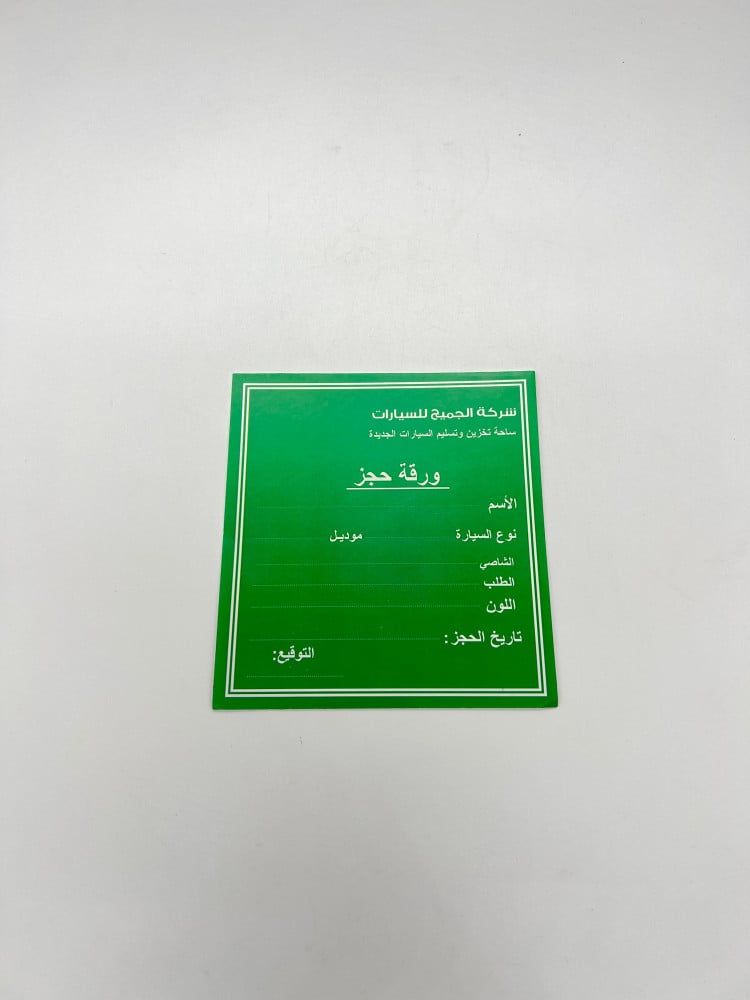 شركة الجميح للسيارات
ساحة تخزين وتسليم السيارات الجديدة
ورقة حجز
الأسم
نوع السيارة موديل
الشاصي
الطلب
اللون
تاريخ الحجز:
التوقيع: